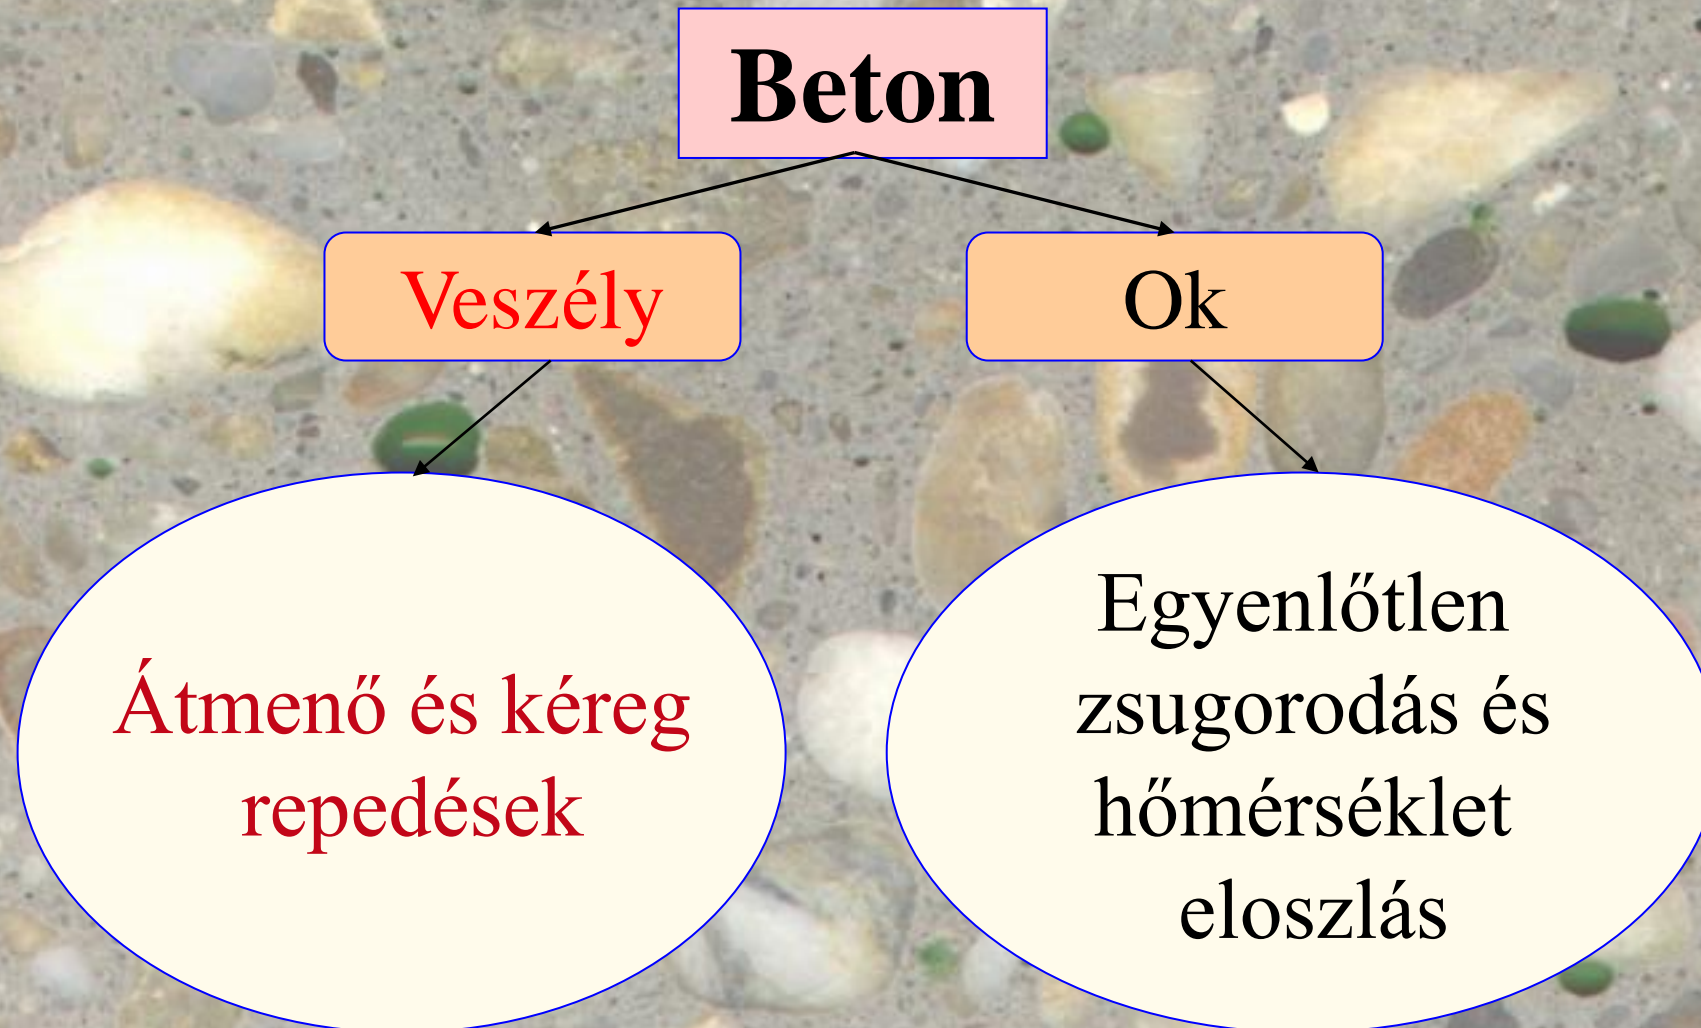 Beton
Veszély
Ok
Átmenő és kéreg
repedések
Egyenlőtlen
zsugorodás és
hőmérséklet
eloszlás